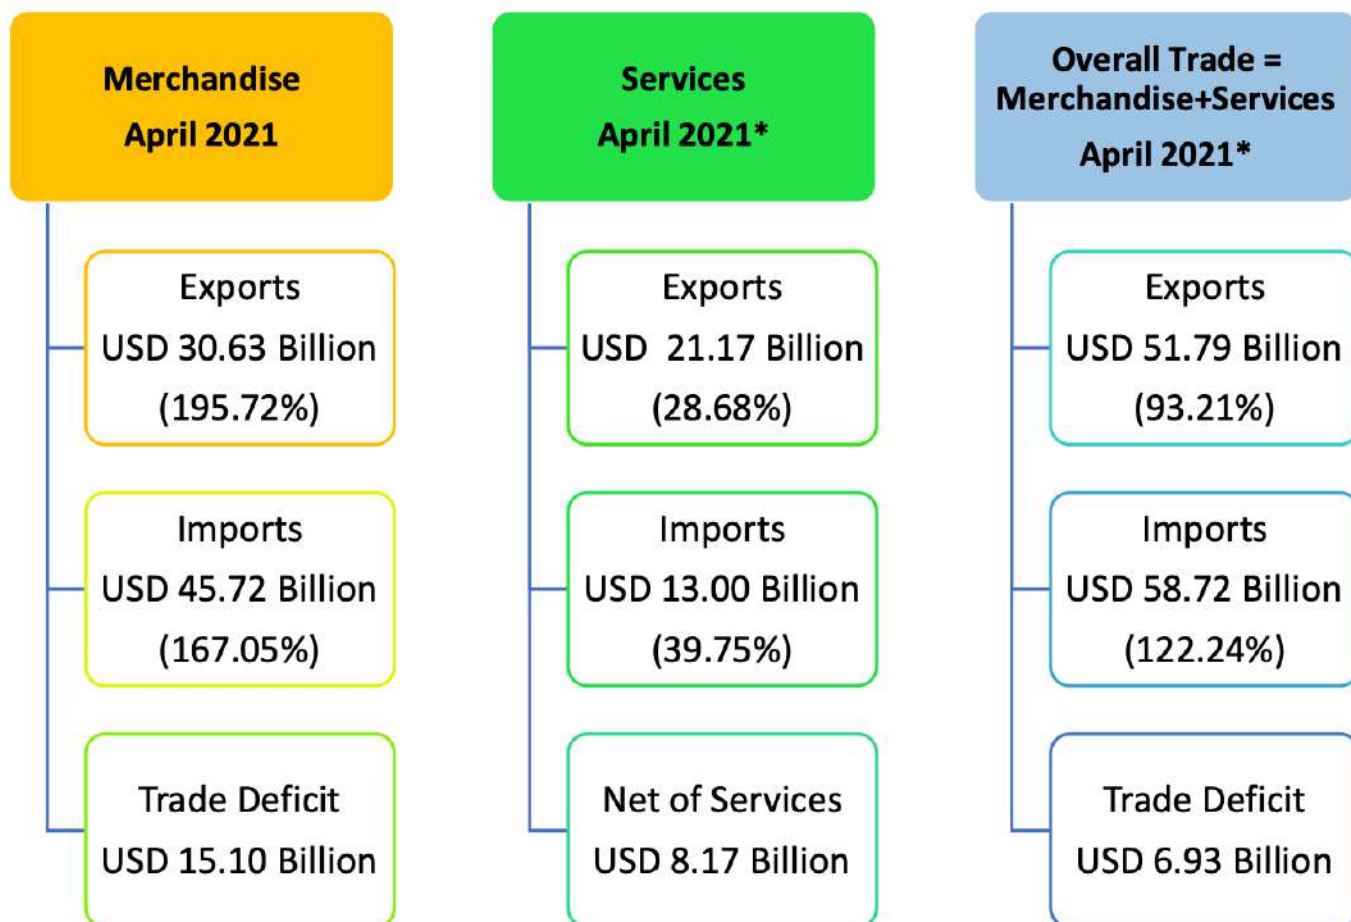 Merchandise
April 2021
Exports
USD 30.63 Billion
(195.72%)
Imports
USD 45.72 Billion
(167.05%)
Trade Deficit
USD 15.10 Billion
Services
April 2021*
Exports
USD 21.17 Billion
(28.68%)
Imports
USD 13.00 Billion
(39.75%)
Net of Services
USD 8.17 Billion
Overall Trade =
Merchandise+Services
April 2021*
Exports
USD 51.79 Billion
(93.21%)
Imports
USD 58.72 Billion
(122.24%)
Trade Deficit
USD 6.93 Billion